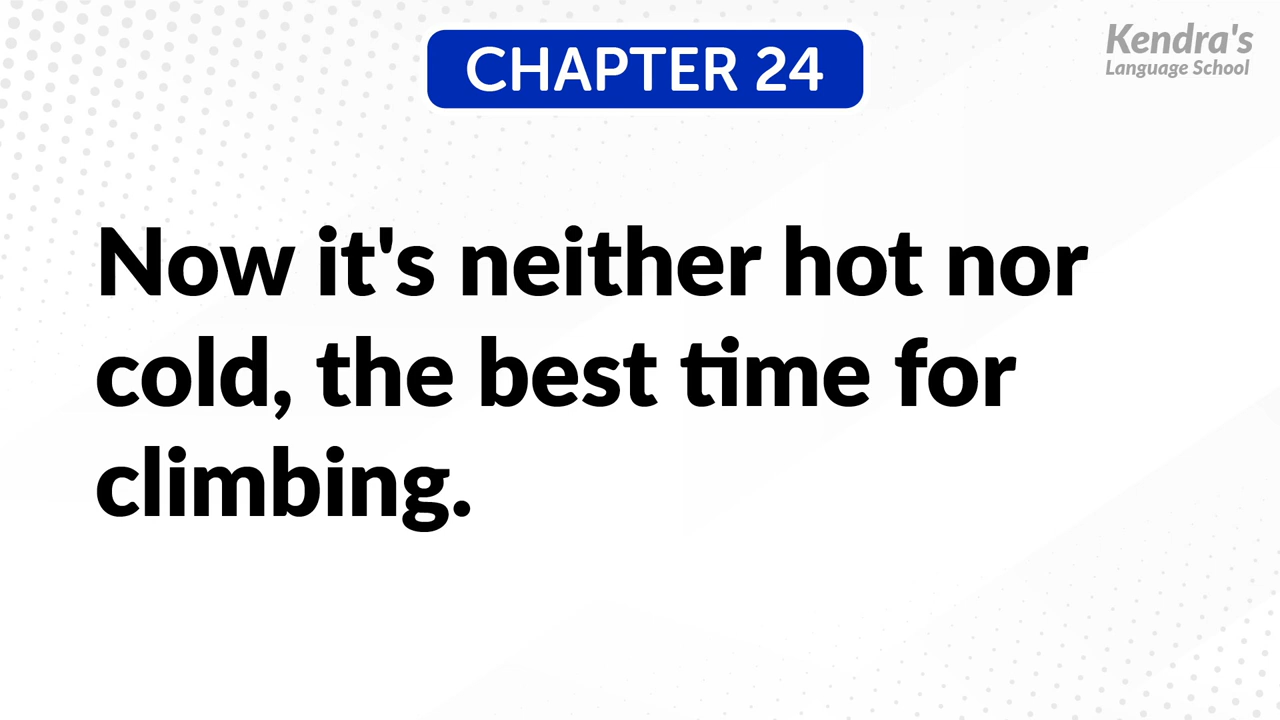 CHAPTER 24
Kendra's
Language School
Now it's neither hot nor
cold, the best time for
climbing.